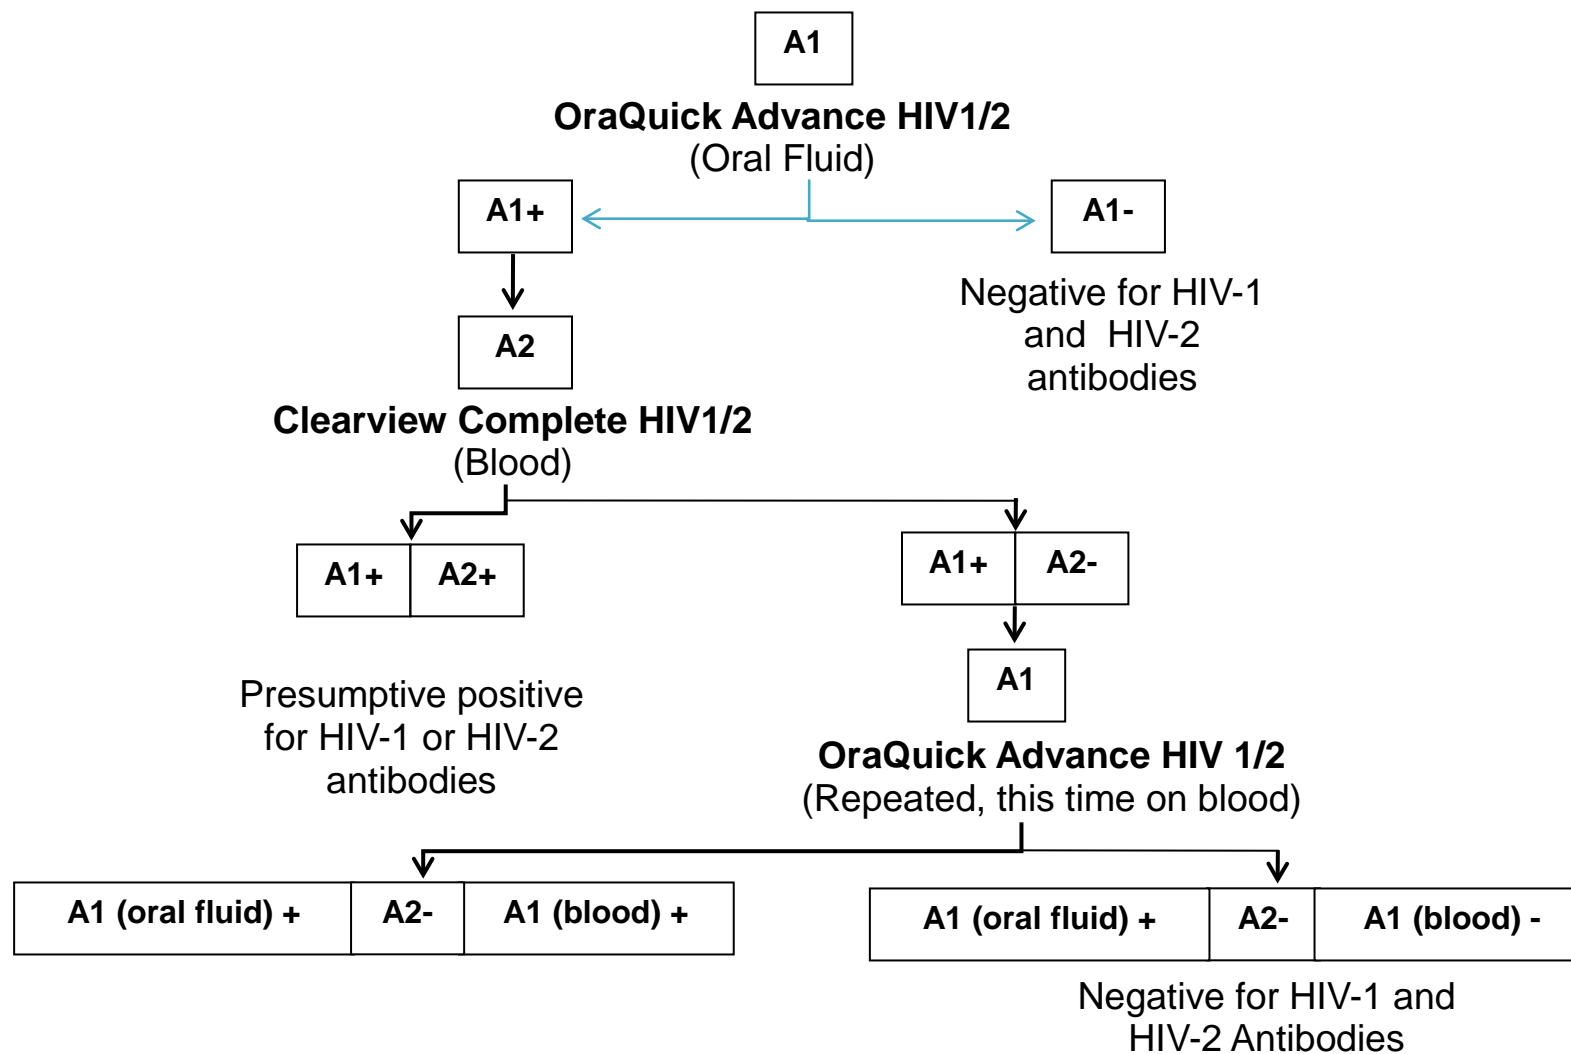 A1
OraQuick Advance HIV1/2
(Oral Fluid)
A1+
A1-
Negative for HIV-1
and HIV-2
antibodies
A2
Clearview Complete HIV1/2
(Blood)
A1+ A2+
A1+ A2-
Presumptive positive
for HIV-1 or HIV-2
antibodies
A1
OraQuick Advance HIV 1/2
(Repeated, this time on blood)
A1 (oral fluid) + A2- A1 (blood) +
A1 (oral fluid) + A2- A1 (blood) -
Negative for HIV-1 and
HIV-2 Antibodies